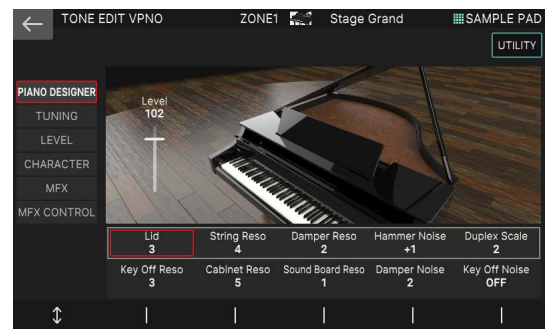 TONE EDIT VPNO ZONE1 Stage Grand SAMPLE PAD
UTILITY
PIANO DESIGNER
TUNING
LEVEL
CHARACTER
MFX
MFX CONTROL
Level
102
Lid String Reso Damper Reso Hammer Noise Duplex Scale
3 4 2 +1 2
Key Off Reso Cabinet Reso Sound Board Reso Damper Noise Key Off Noise
3 5 1 2 OFF